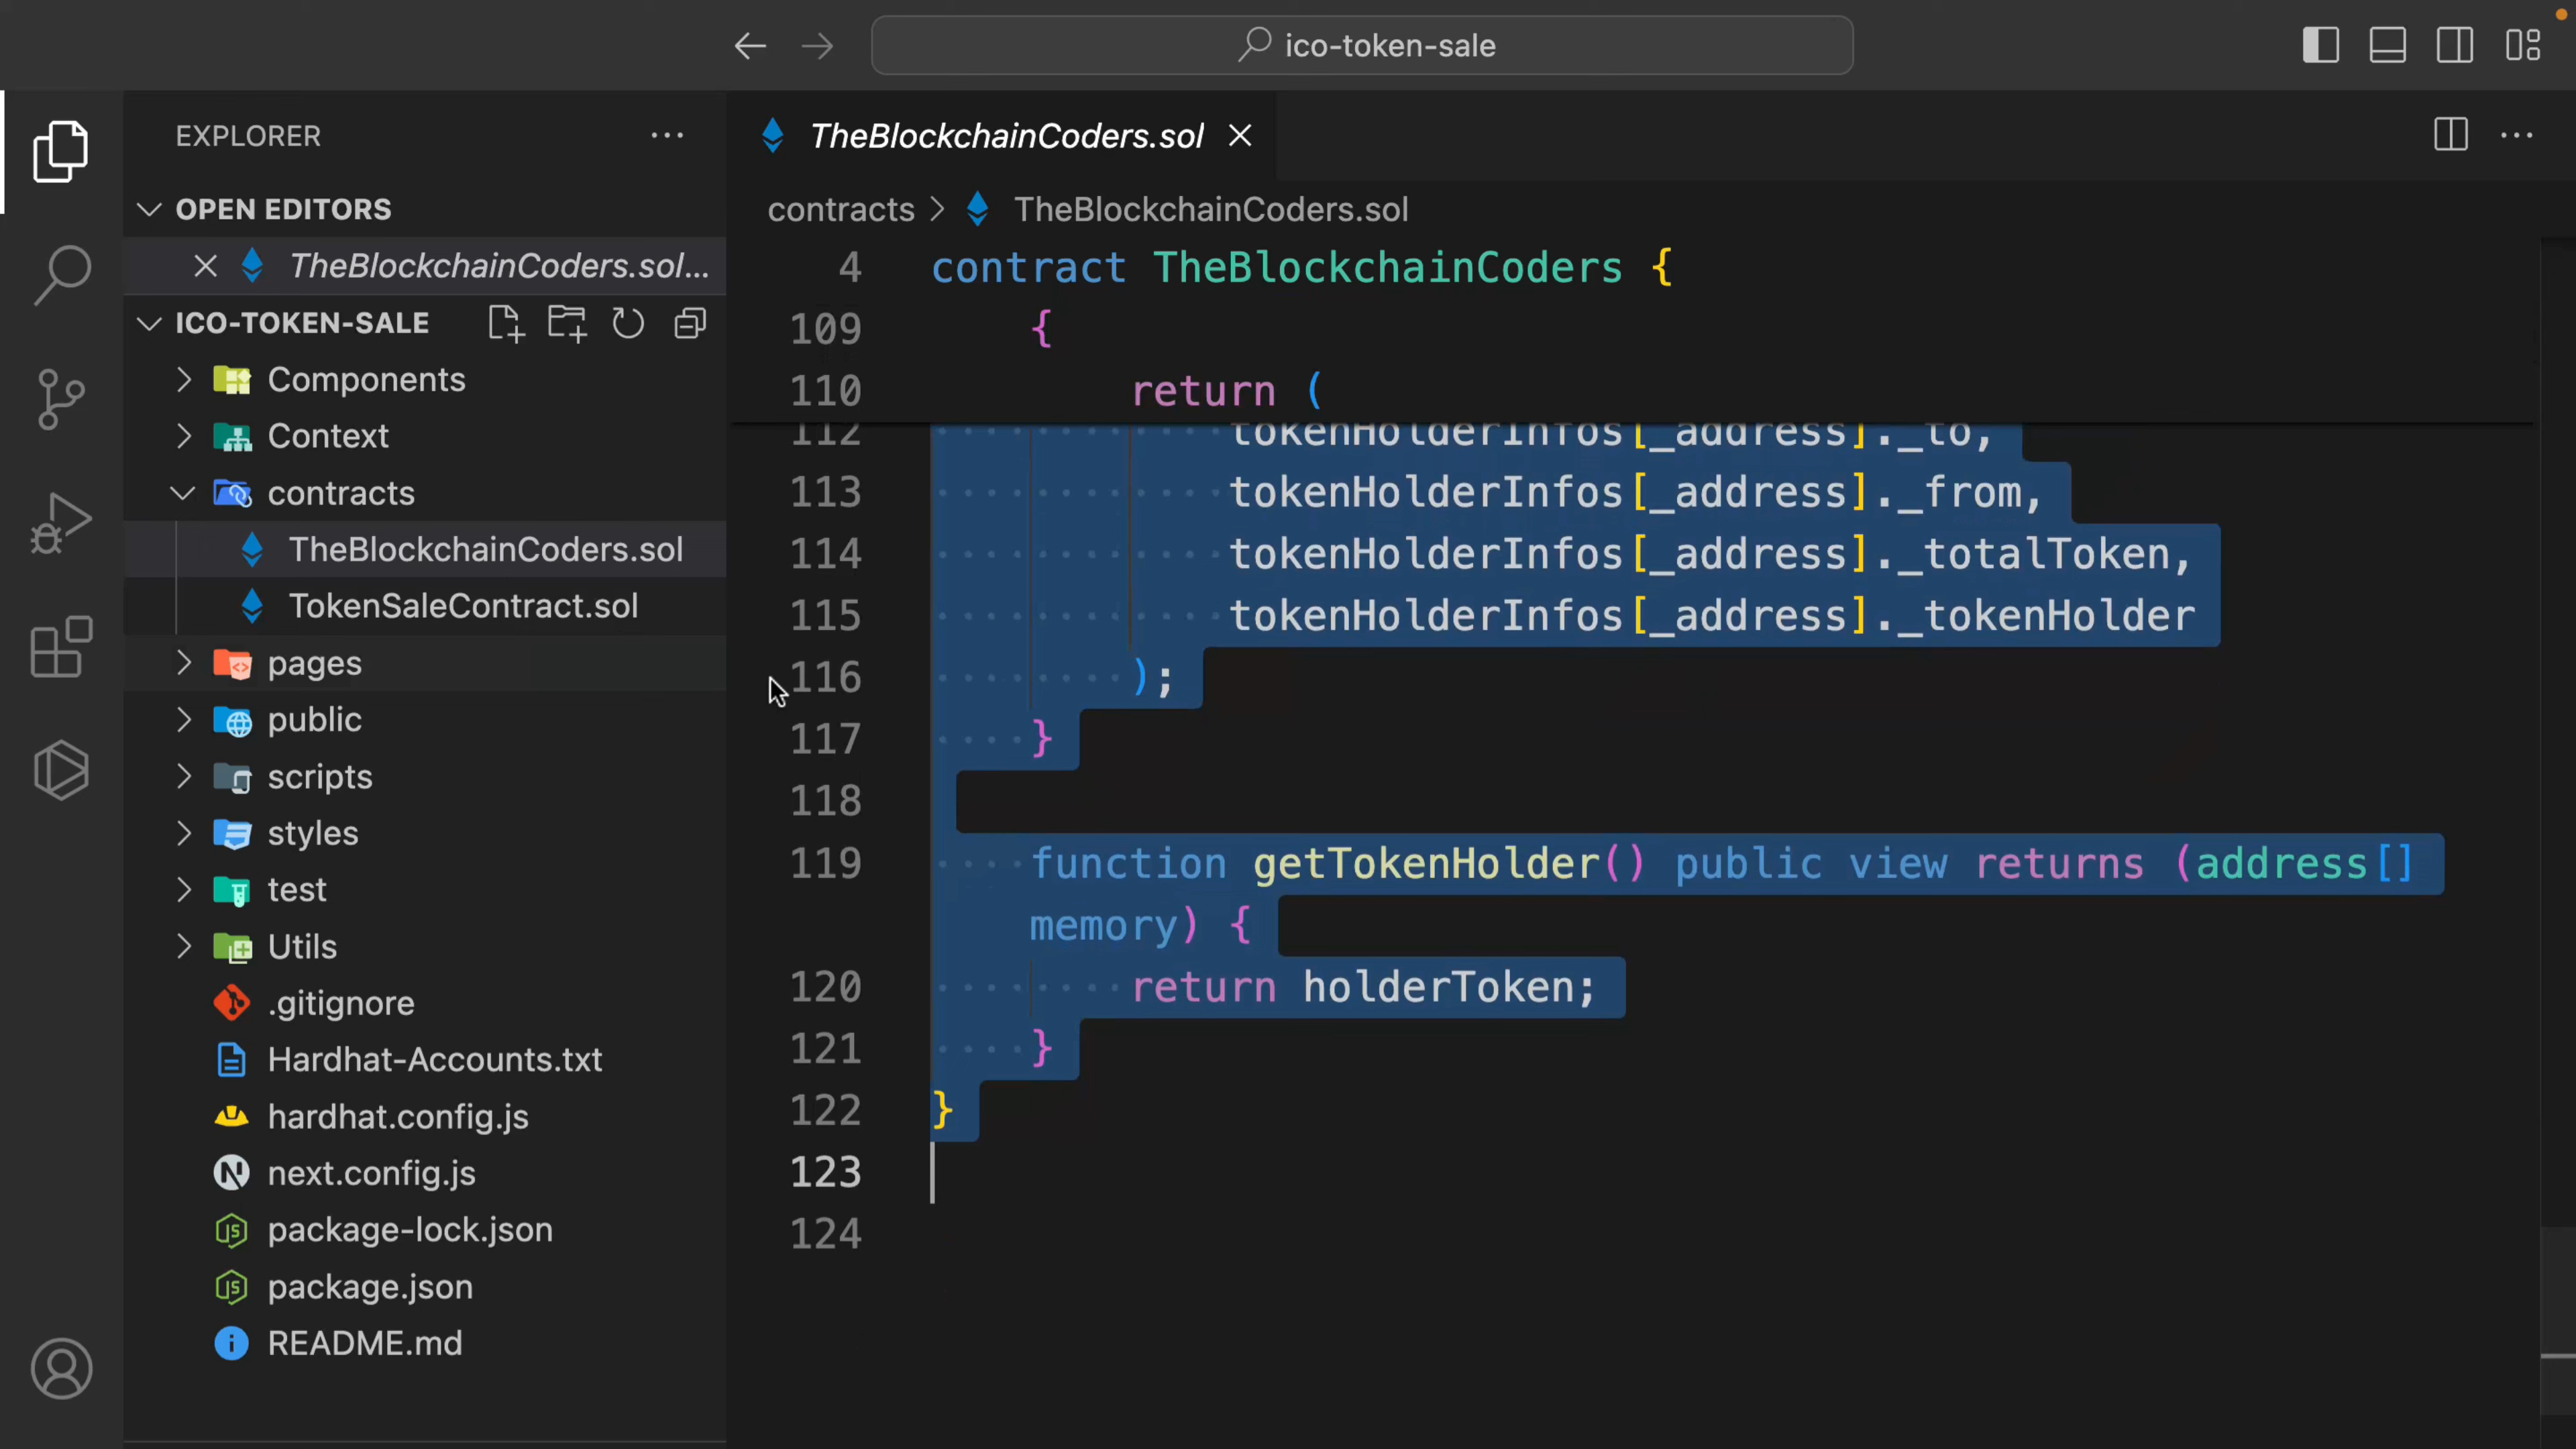 ico-token-sale
EXPLORER
OPEN EDITORS
TheBlockchainCoders.sol...
ICO-TOKEN-SALE
Components
Context
contracts
TheBlockchainCoders.sol
TokenSaleContract.sol
pages
public
scripts
styles
test
Utils
.gitignore
Hardhat-Accounts.txt
hardhat.config.js
next.config.js
package-lock.json
package.json
README.md
TheBlockchainCoders.sol
contracts > TheBlockchainCoders.sol
4 contract TheBlockchainCoders {
109 {
110 return (
112 tokenHolderInfos[_address]._to,
113 tokenHolderInfos[_address]._from,
114 tokenHolderInfos[_address]._totalToken,
115 tokenHolderInfos[_address]._tokenHolder
116 );
117 }
118
119 function getTokenHolder() public view returns (address[]
memory) {
120 return holderToken;
121 }
122 }
123
124